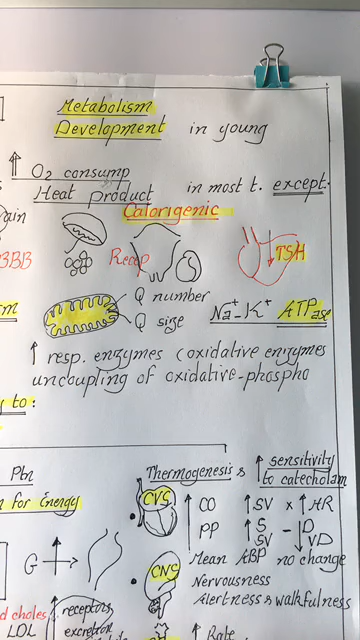 Metabolism
Development in young
↑ O₂ consump
Heat product in most t. except.
Calorigenic
ain
BBB
Recep
↓TSH
number
size
Na⁺-K⁺ ATPase
↑ resp. enzymes (oxidative enzymes
uncoupling of oxidative-phospho
y to:
Ptn
Thermogenesis & ↑ sensitivity
to catecholam
n for Energy
CVS
↑ CO ↑SV × ↑HR
PP ↑S - ↓D
SV VD
Mean ABP no change
G
CNS
Nervousness
Alertness & walkfulness
d choles.
↑ receptors
LDL
excretion
↑ Rate